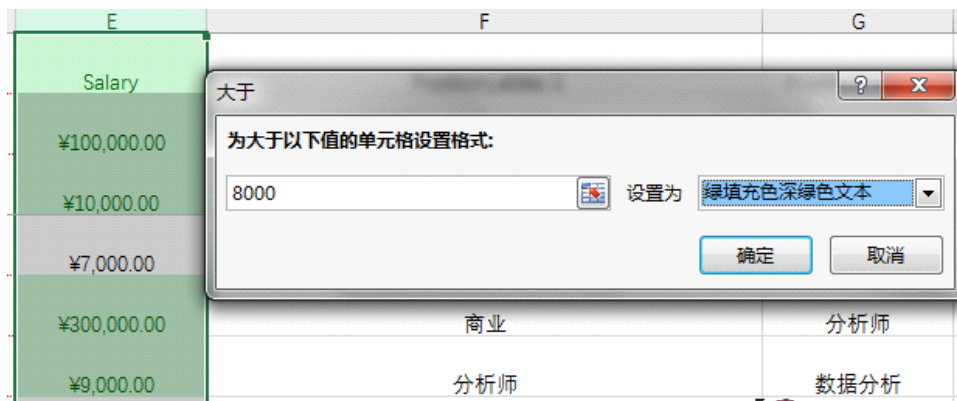 E F G
Salary
大于
¥100,000.00
为大于以下值的单元格设置格式:
¥10,000.00
8000 设置为 绿填充色深绿色文本
¥7,000.00
确定 取消
¥300,000.00 商业 分析师
¥9,000.00 分析师 数据分析